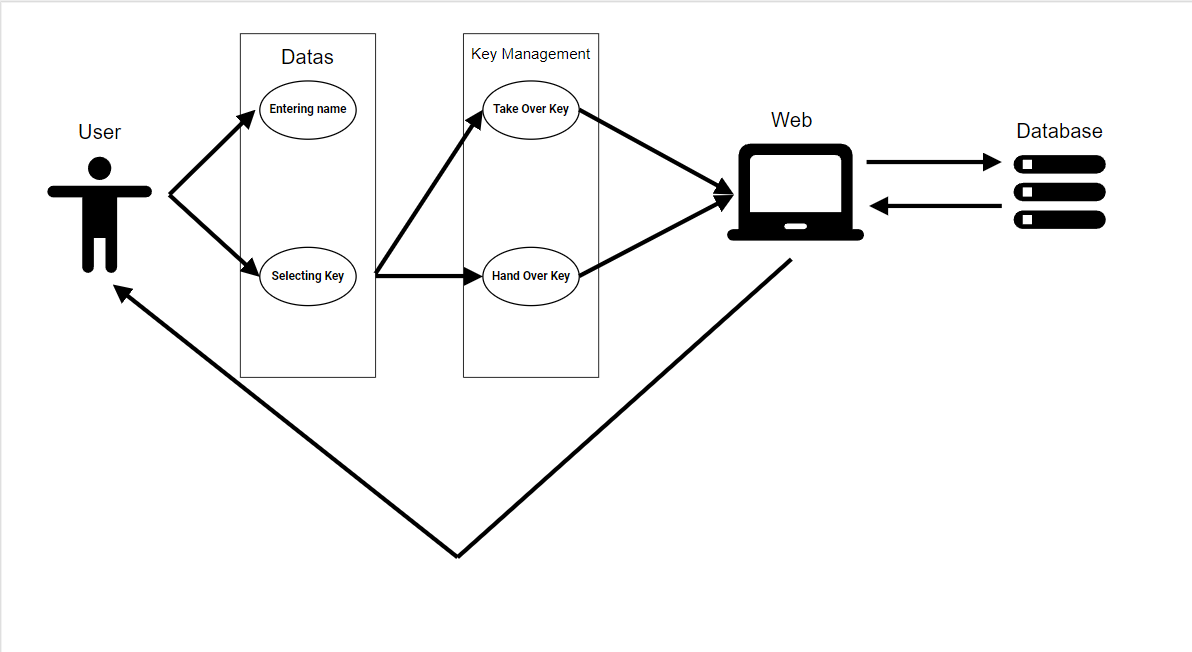 User
Datas
Entering name
Selecting Key
Key Management
Take Over Key
Hand Over Key
Web
Database